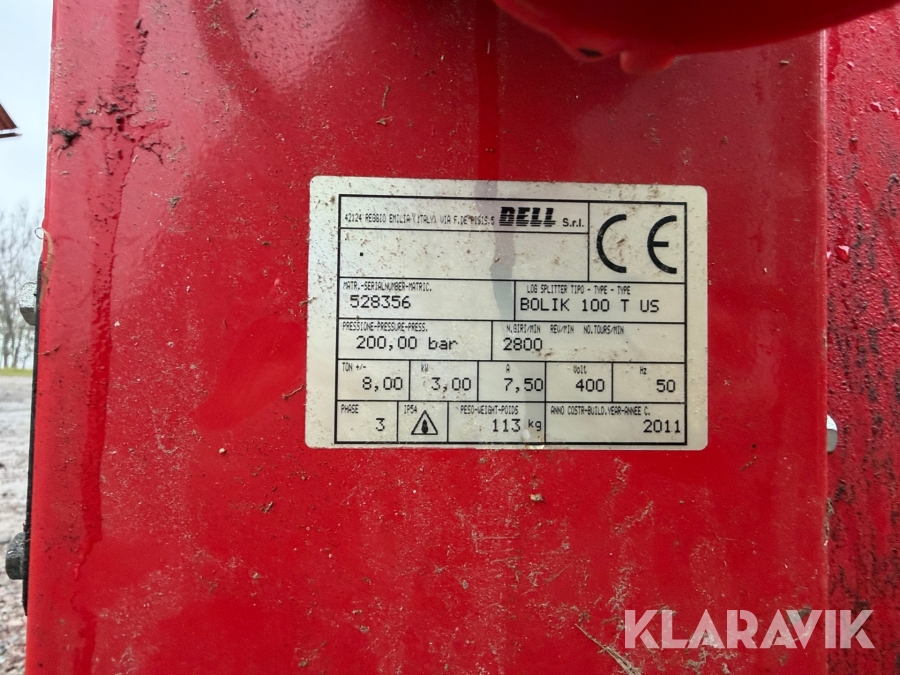 42124 REGGIO EMILIA (ITALY) VIA F.DE PISIS.5 BELL S.r.l.
CE
X
.
MATR.-SERIALNUMBER-MATRIC.
528356
LOG SPLITTER TIPO - TYPE - TYPE
BOLIK 100 T US
PRESSIONE-PRESSURE-PRESS.
200,00 bar
N.GIRI/MIN REV/MIN NO.TOURS/MIN
2800
TON +/-
8,00
kW
3,00
A
7,50
Volt
400
Hz
50
PHASE
3
IP54
PESO-WEIGHT-POIDS
113 kg
ANNO COSTR-BUILD.YEAR-ANNEE C.
2011
KLARAVIK